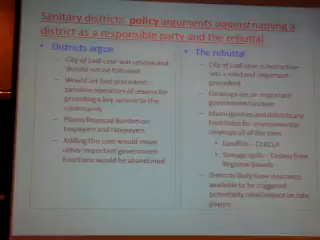 Sanitary districts' policy arguments against naming a
district as a responsible party and the rebuttal
• Districts argue
– City of Lodi case was unsound and
should not be followed
– Would set bad precedent
penalize operators of sewers for
providing a key service to the
community
– Places financial burden on
taxpayers and ratepayers
– Adding this cost would mean
other important government
functions would be abandoned
• The rebuttal
– City of Lodi case
sets a valid and important
precedent
– Cleanups are an important
government function
– Municipalities and districts are
held liable for environmental
cleanups all of the time
• Landfills – CERCLA
• Sewage spills – Orders from
Regional Boards
– Districts likely have insurance
available to be triggered
potentially small impact on rate
payers